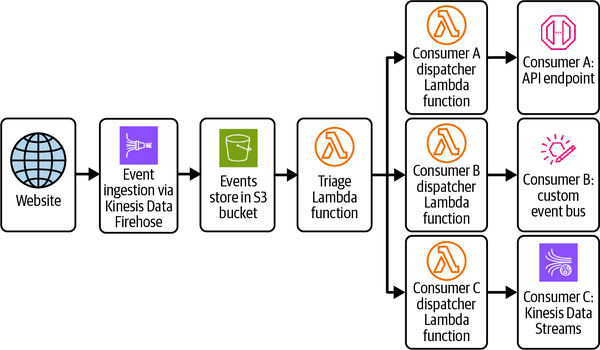 Website
Event
ingestion via
Kinesis Data
Firehose
Events
store in S3
bucket
Triage
Lambda
function
Consumer A
dispatcher
Lambda
function
Consumer A:
API endpoint
Consumer B
dispatcher
Lambda
function
Consumer B:
custom
event bus
Consumer C
dispatcher
Lambda
function
Consumer C:
Kinesis Data
Streams